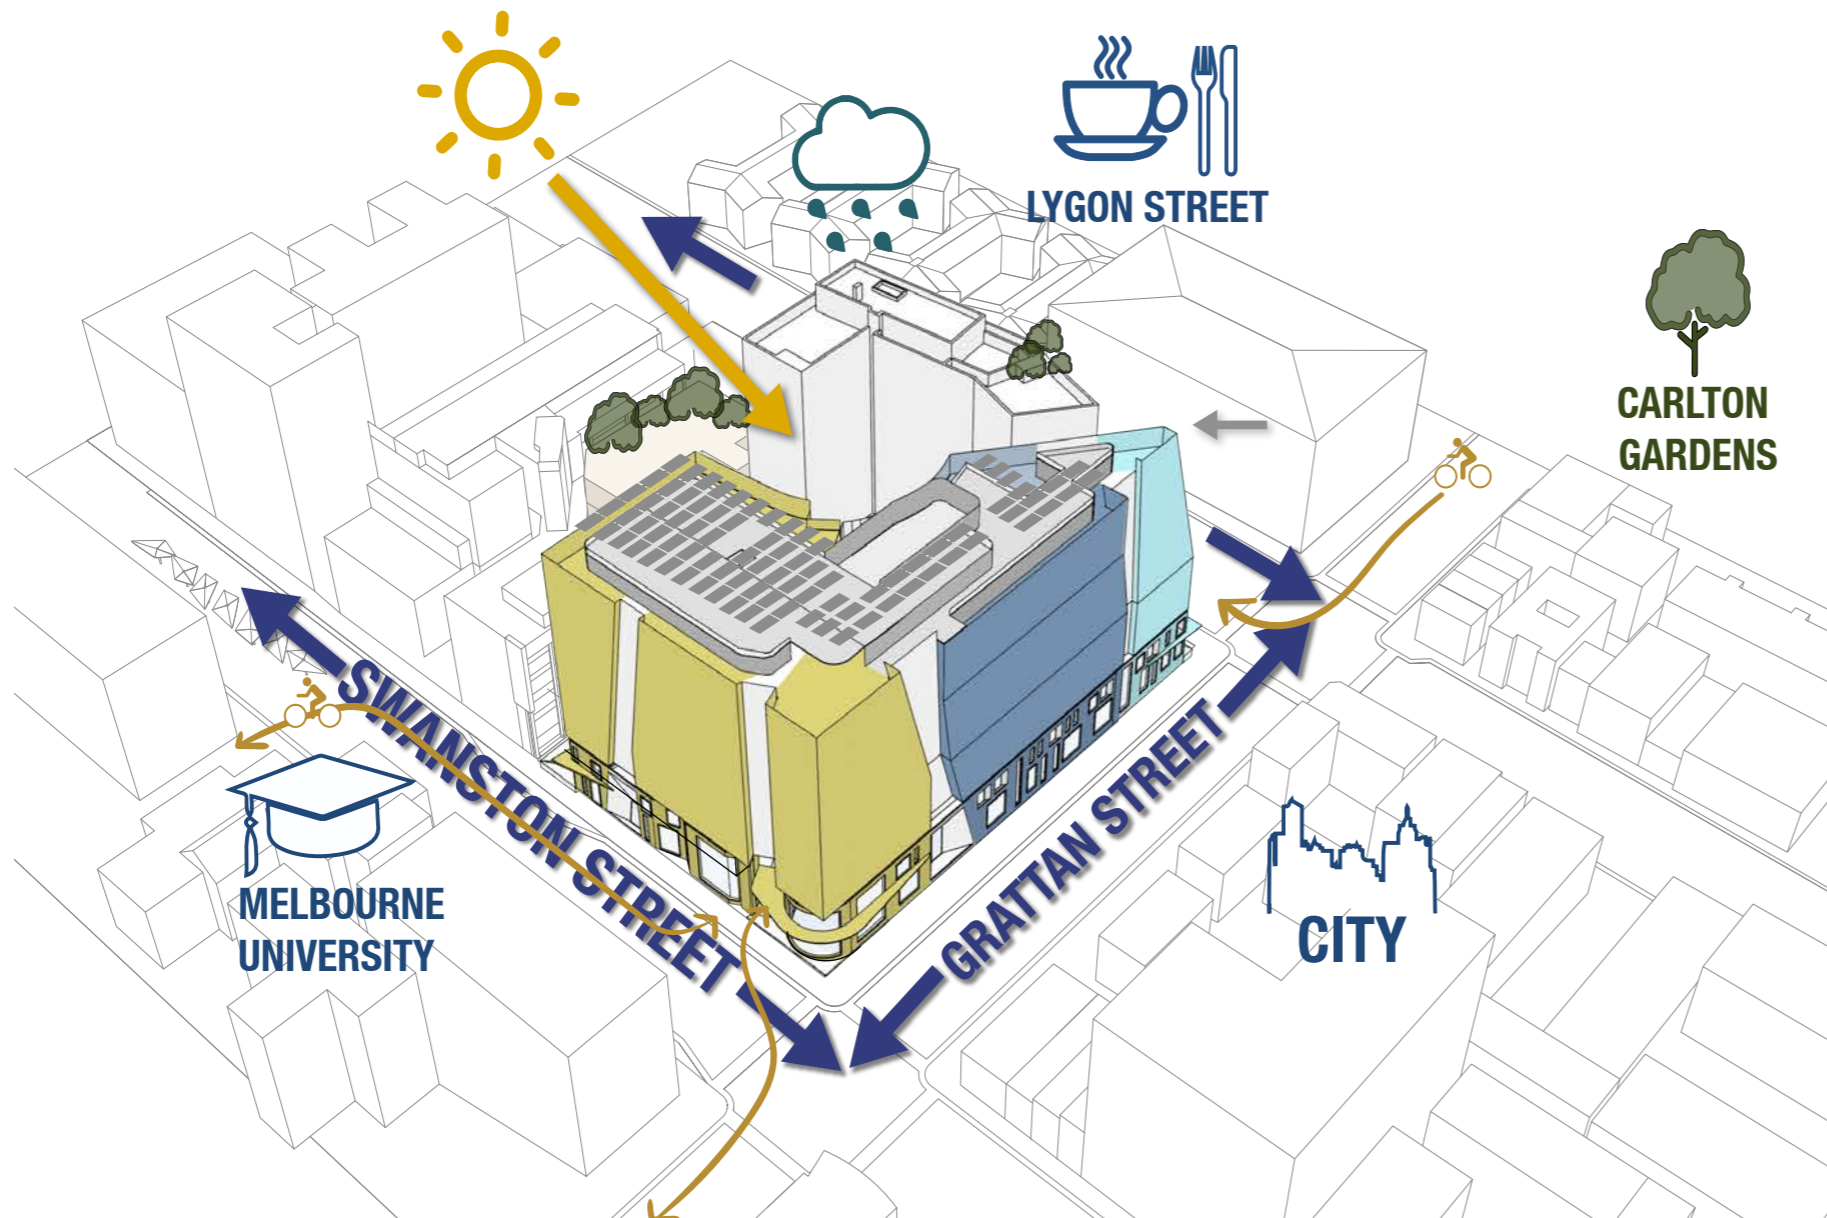 LYGON STREET
CARLTON
GARDENS
SWANSTON STREET
GRATTAN STREET
MELBOURNE
UNIVERSITY
CITY